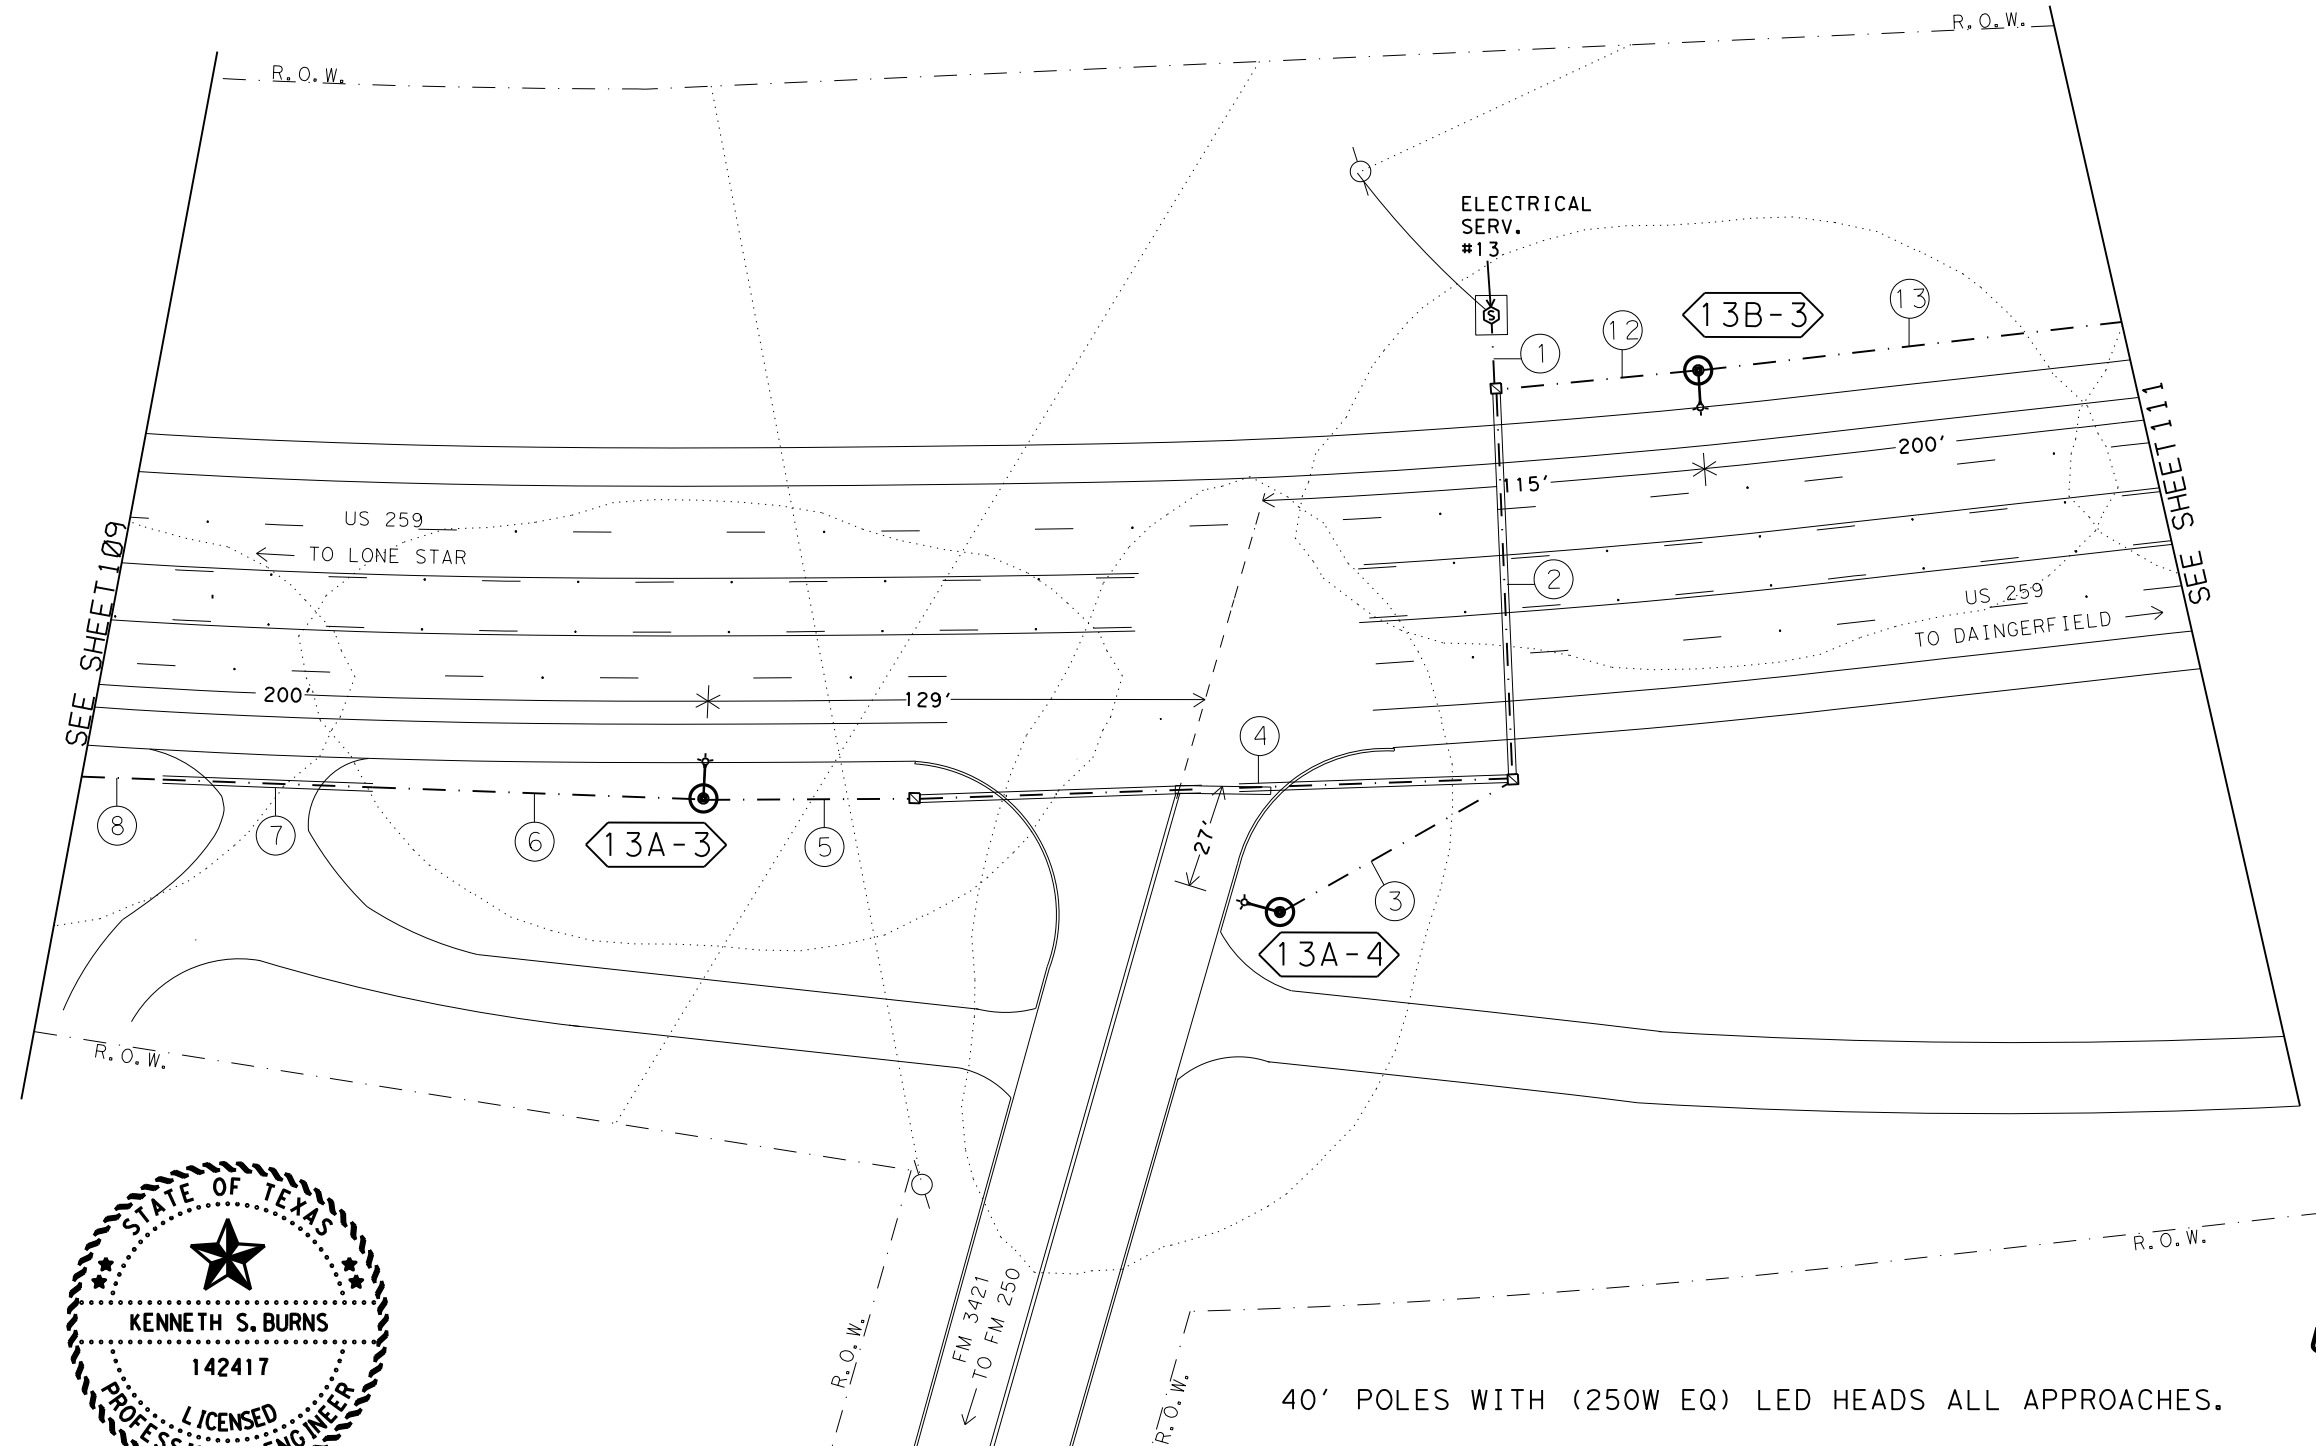 R.O.W.
R.O.W.
ELECTRICAL
SERV.
#13
13B-3
13
12
1
200'
115'
US 259
TO LONE STAR
SEE SHEET 109
SEE SHEET 111
2
US 259
TO DAINGERFIELD
200'
129'
4
8
7
6
13A-3
5
27'
3
13A-4
R.O.W.
R.O.W.
R.O.W.
R.O.W.
FM 3421
TO FM 250
STATE OF TEXAS
KENNETH S. BURNS
142417
LICENSED
40' POLES WITH (250W EQ) LED HEADS ALL APPROACHES.